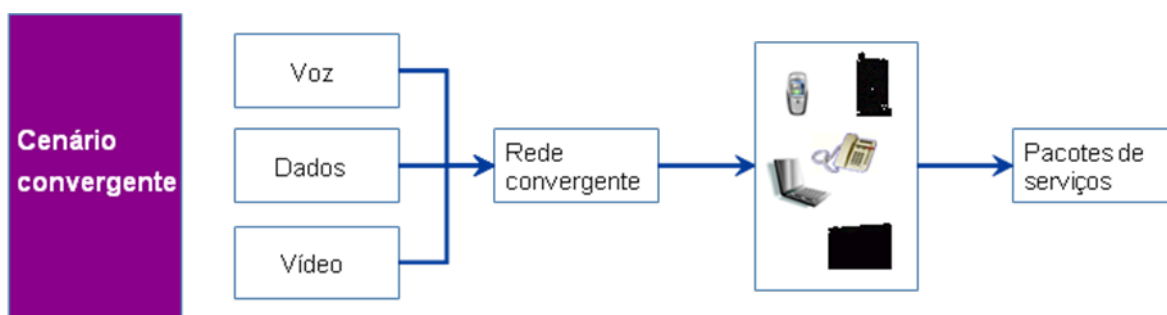 Cenário
convergente
Voz
Dados
Vídeo
Rede
convergente
Pacotes de
serviços